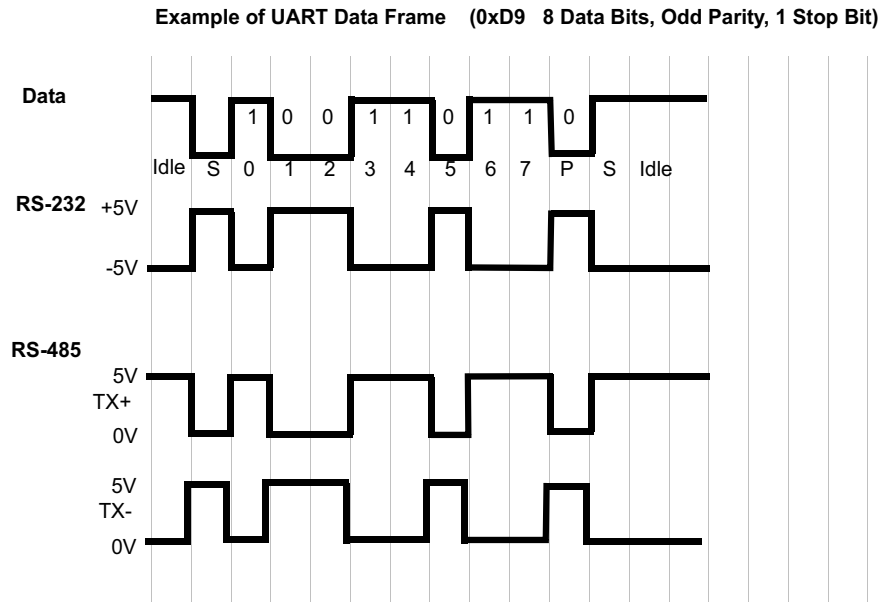 Example of UART Data Frame (0xD9 8 Data Bits, Odd Parity, 1 Stop Bit)
Data
1 0 0 1 1 0 1 1 0
Idle S 0 1 2 3 4 5 6 7 P S Idle
RS-232 +5V
-5V
RS-485
5V
TX+
0V
5V
TX-
0V